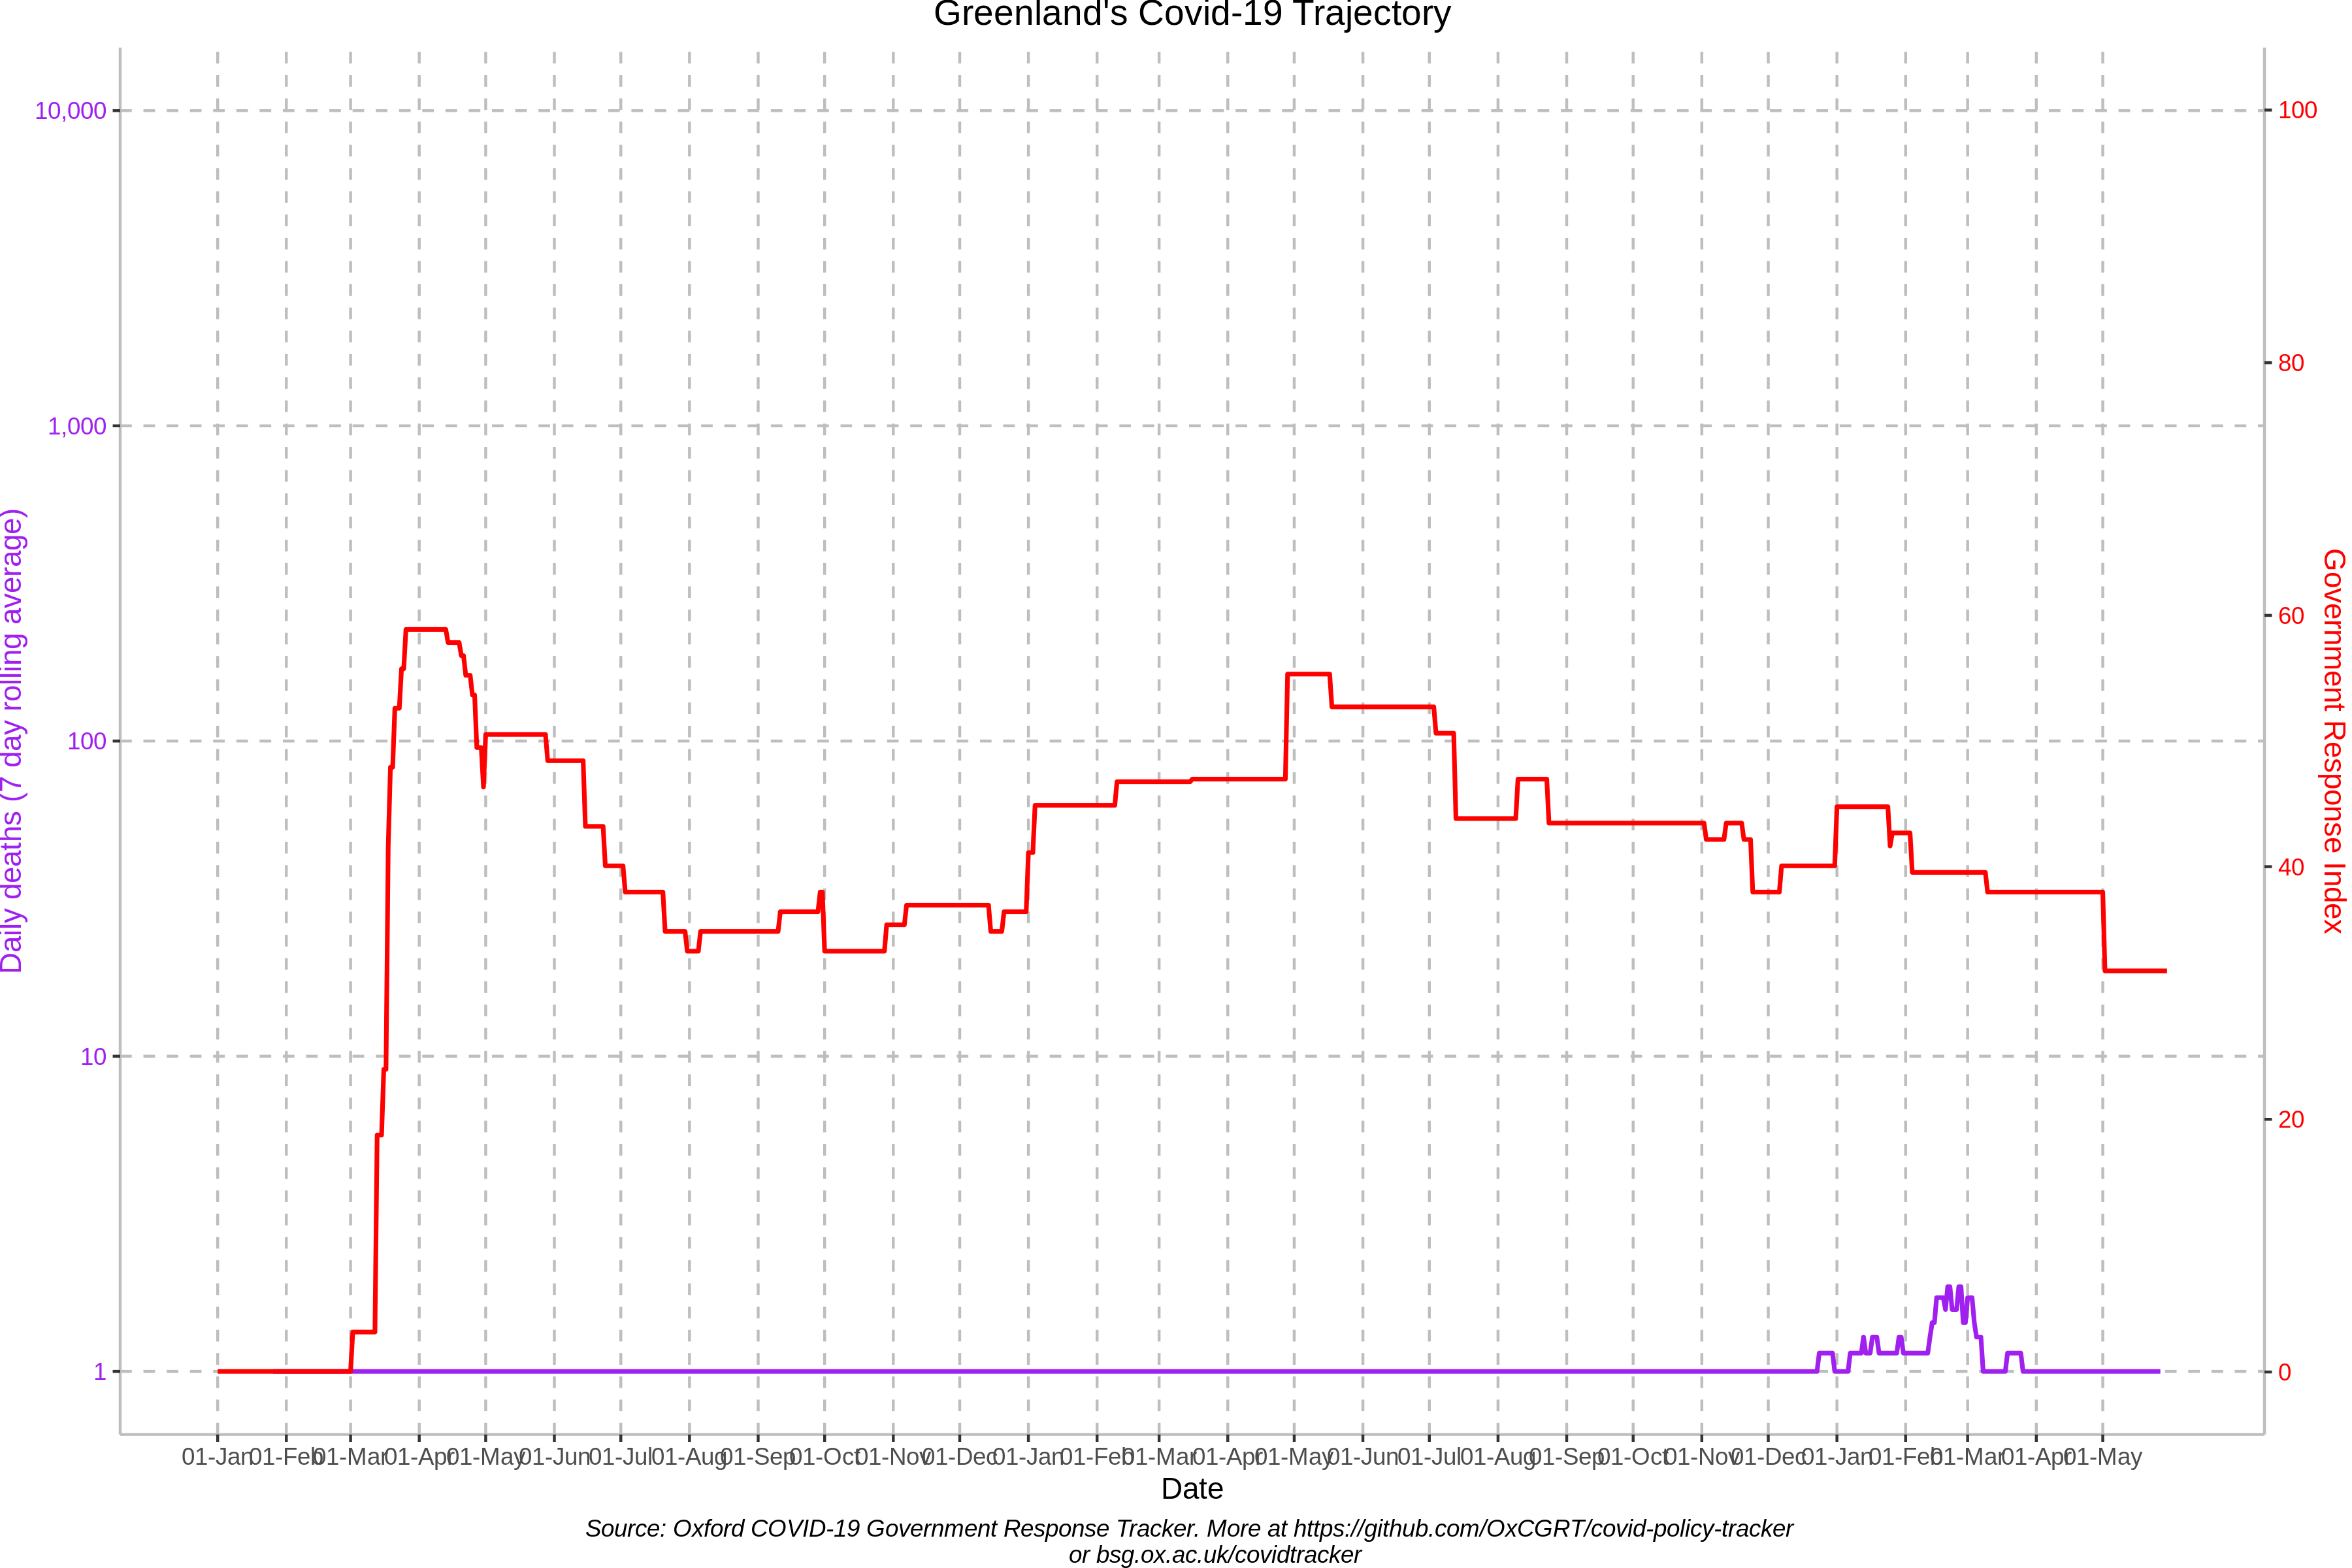 Greenland's Covid-19 Trajectory
10,000
1,000
100
10
1
Daily deaths (7 day rolling average)
100
80
60
40
20
0
Government Response Index
01-Jan 01-Feb 01-Mar 01-Apr 01-May 01-Jun 01-Jul 01-Aug 01-Sep 01-Oct 01-Nov 01-Dec 01-Jan 01-Feb 01-Mar 01-Apr 01-May 01-Jun 01-Jul 01-Aug 01-Sep 01-Oct 01-Nov 01-Dec 01-Jan 01-Feb 01-Mar 01-Apr 01-May
Date
Source: Oxford COVID-19 Government Response Tracker. More at https://github.com/OxCGRT/covid-policy-tracker
or bsg.ox.ac.uk/covidtracker